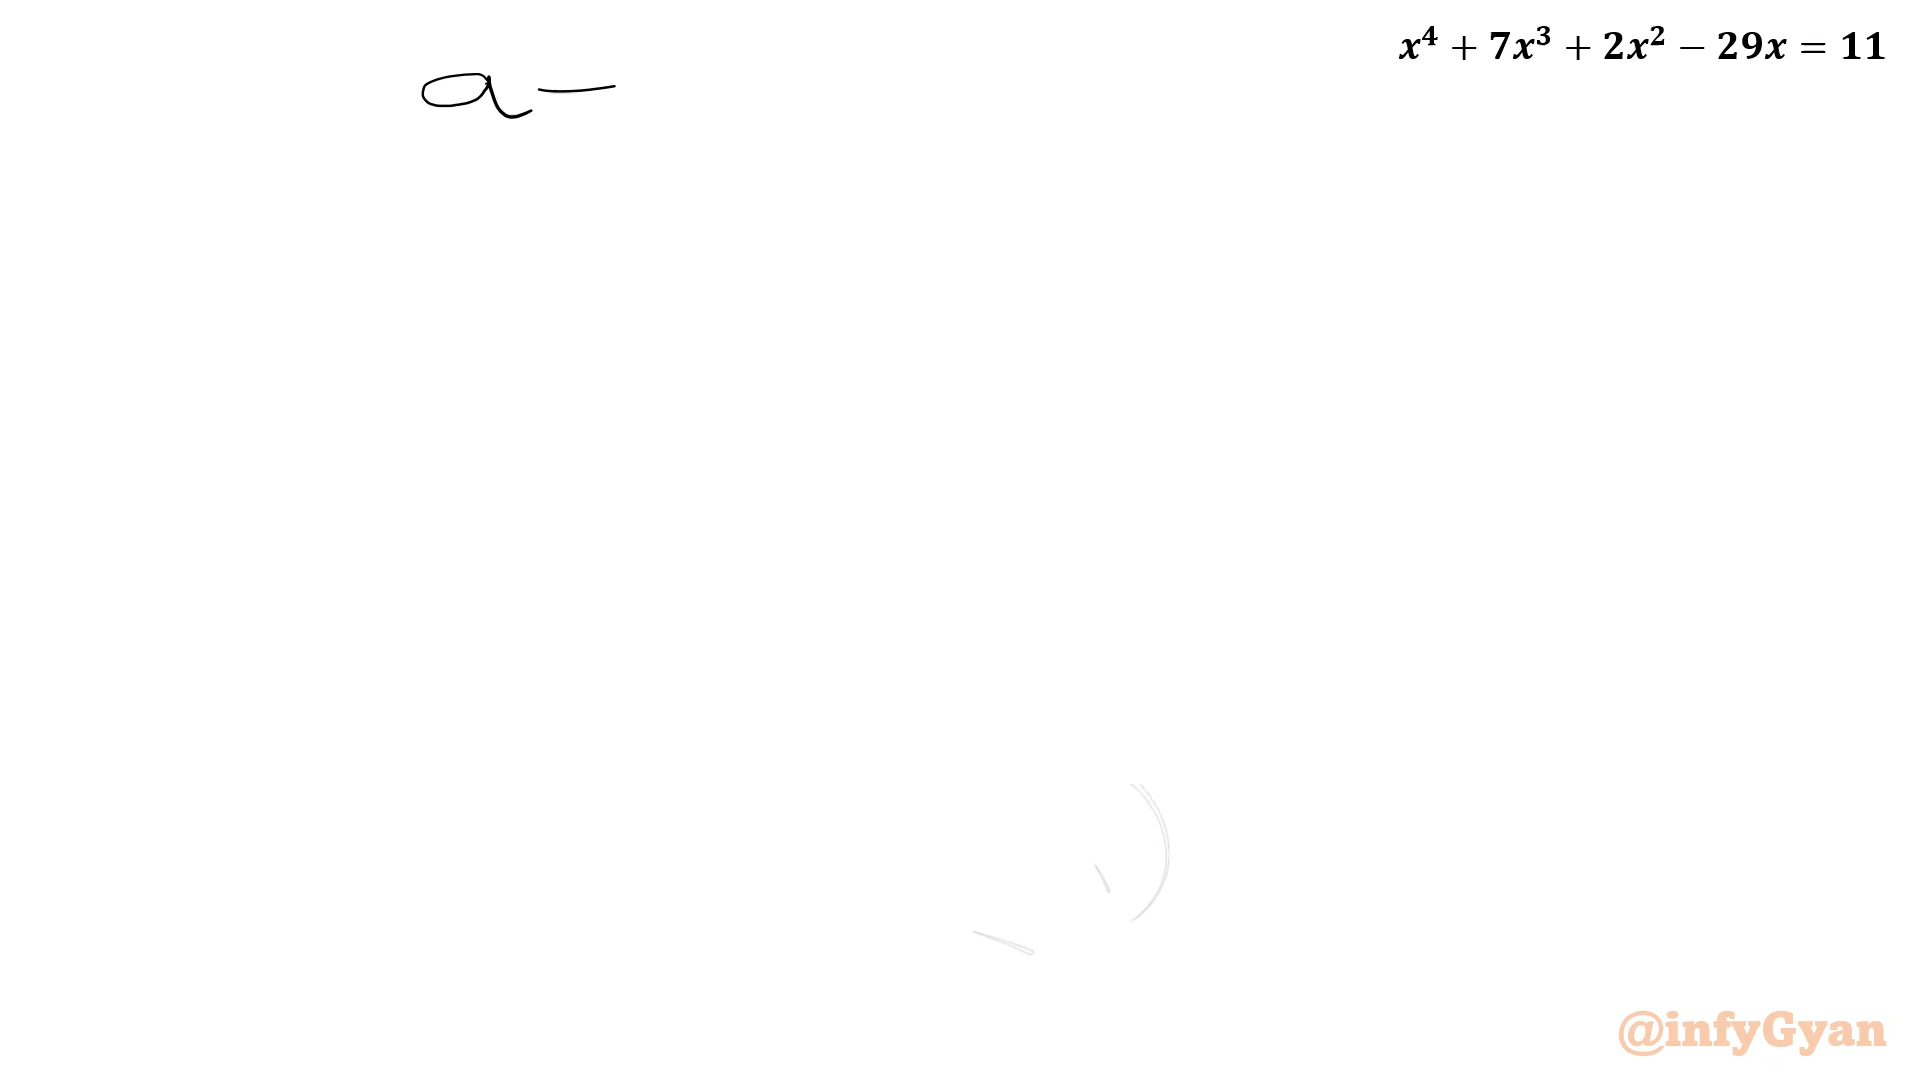 x⁴ + 7x³ + 2x² − 29x = 11
a −
@infyGyan